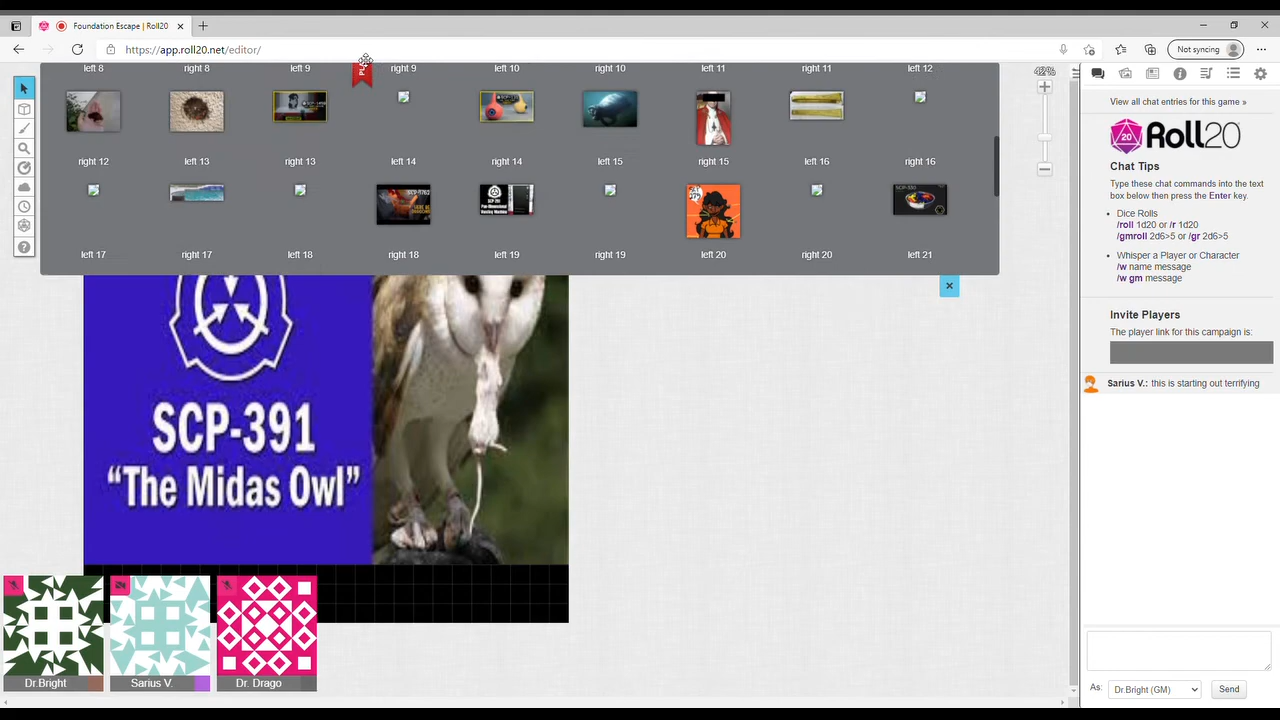 Foundation Escape | Roll20
https://app.roll20.net/editor/
Not syncing
left 8 right 8 left 9 right 9 left 10 right 10 left 11 right 11 left 12
right 12 left 13 right 13 left 14 right 14 left 15 right 15 left 16 right 16
left 17 right 17 left 18 right 18 left 19 right 19 left 20 right 20 left 21
42%
SCP-391
“The Midas Owl”
Dr.Bright
Sarius V.
Dr. Drago
View all chat entries for this game »
20
Roll20
Chat Tips
Type these chat commands into the text
box below then press the Enter key.
• Dice Rolls
/roll 1d20 or /r 1d20
/gmroll 2d6>5 or /gr 2d6>5
• Whisper a Player or Character
/w name message
/w gm message
Invite Players
The player link for this campaign is:
Sarius V.: this is starting out terrifying
As: Dr.Bright (GM) Send